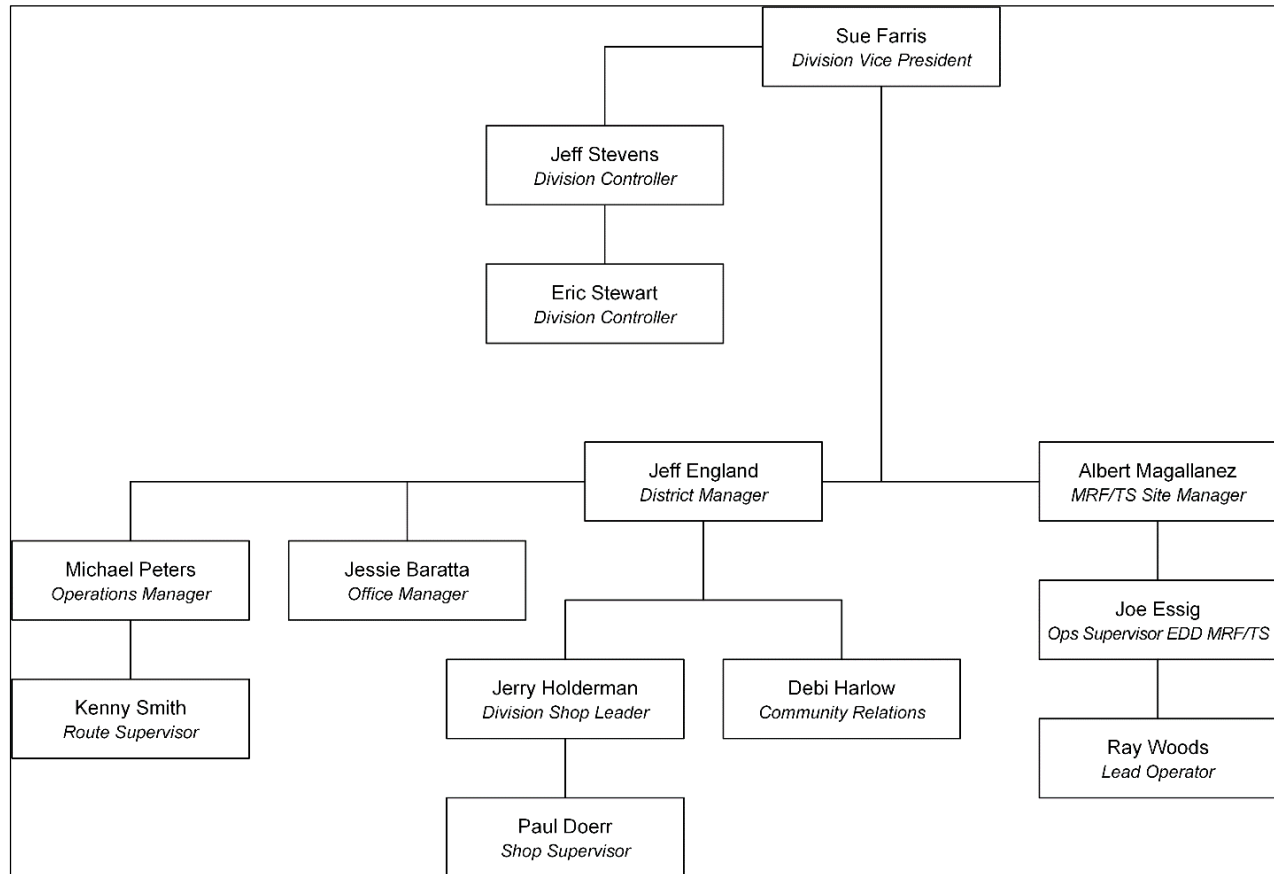 Sue Farris
Division Vice President
Jeff Stevens
Division Controller
Eric Stewart
Division Controller
Jeff England
District Manager
Albert Magallanez
MRF/TS Site Manager
Michael Peters
Operations Manager
Jessie Baratta
Office Manager
Joe Essig
Ops Supervisor EDD MRF/TS
Kenny Smith
Route Supervisor
Jerry Holderman
Division Shop Leader
Debi Harlow
Community Relations
Ray Woods
Lead Operator
Paul Doerr
Shop Supervisor